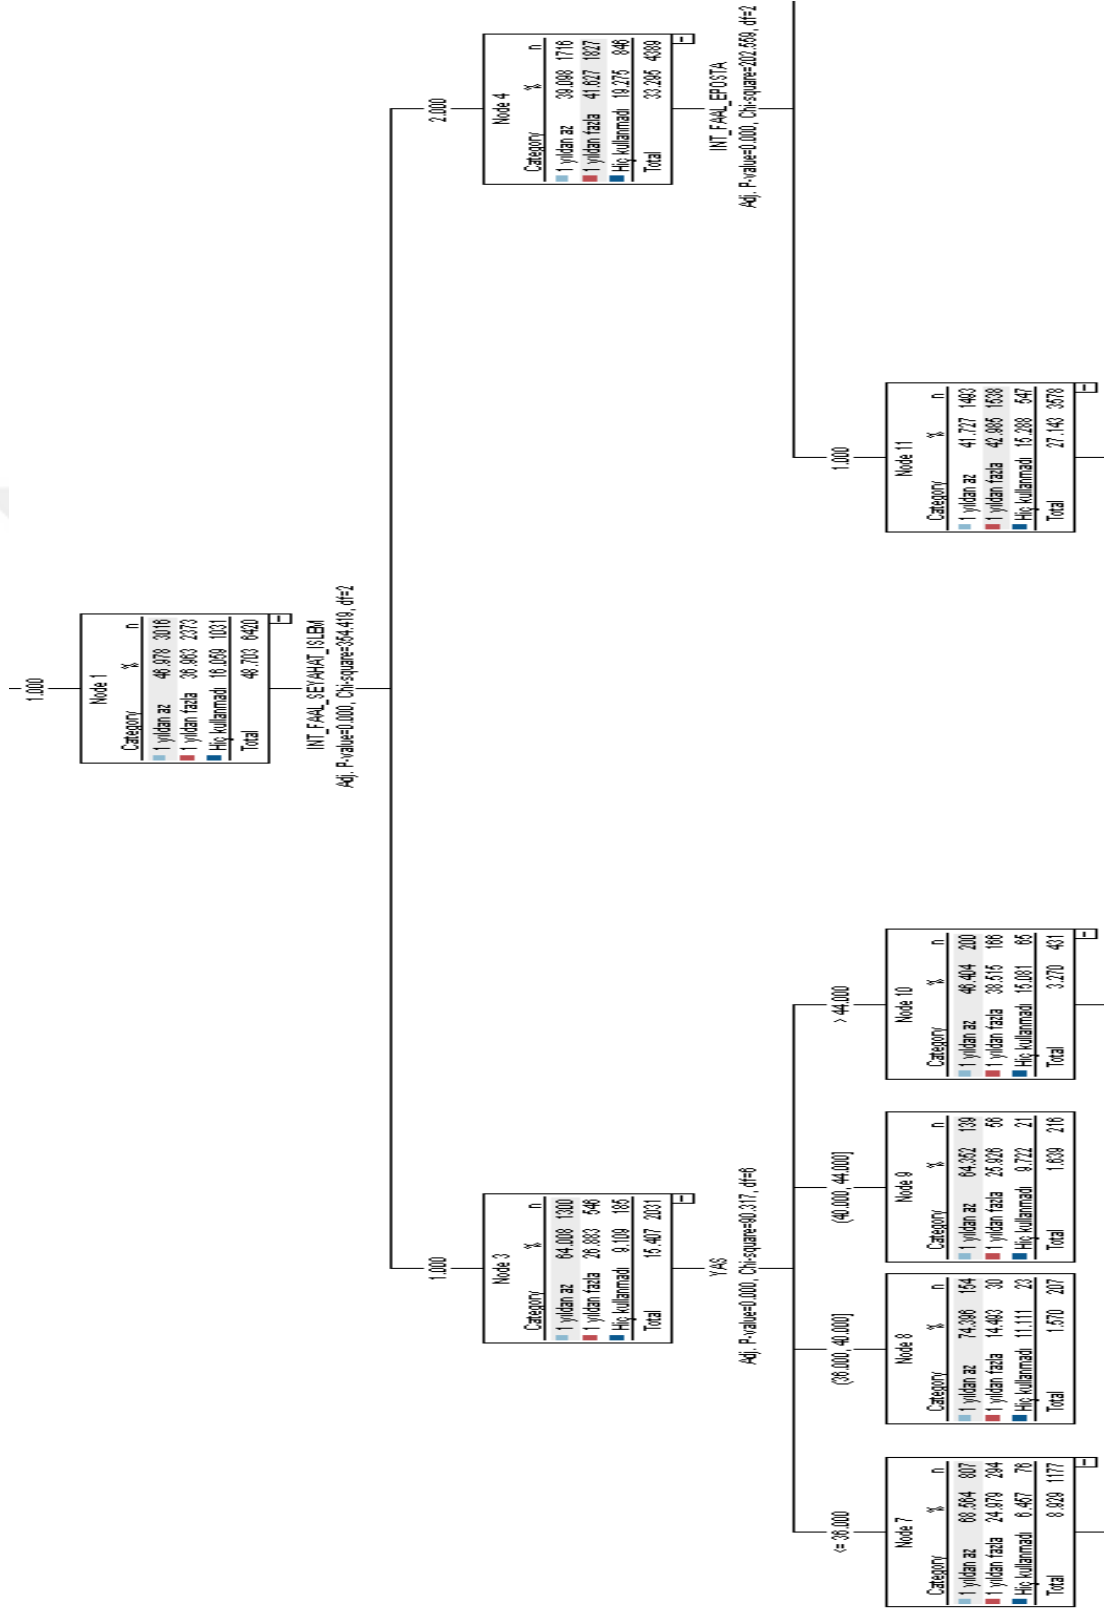 1.000
Node 1
Category % n
1 yıldan az 46.978 3016
1 yıldan fazla 36.963 2373
Hiç kullanmadı 16.059 1031
Total 48.703 6420
INT_FAAL_SEYAHAT_ISLEM
Adj. P-value=0.000, Chi-square=354.419, df=2
1.000
2.000
Node 3
Category % n
1 yıldan az 64.008 1300
1 yıldan fazla 26.883 546
Hiç kullanmadı 9.109 185
Total 15.407 2031
Node 4
Category % n
1 yıldan az 39.098 1716
1 yıldan fazla 41.627 1827
Hiç kullanmadı 19.275 846
Total 33.295 4389
YAS
Adj. P-value=0.000, Chi-square=90.317, df=6
INT_FAAL_EPOSTA
Adj. P-value=0.000, Chi-square=202.559, df=2
<= 36.000
(36.000, 40.000]
(40.000, 44.000]
> 44.000
1.000
Node 7
Category % n
1 yıldan az 68.564 807
1 yıldan fazla 24.979 294
Hiç kullanmadı 6.457 76
Total 8.929 1177
Node 8
Category % n
1 yıldan az 74.396 154
1 yıldan fazla 14.493 30
Hiç kullanmadı 11.111 23
Total 1.570 207
Node 9
Category % n
1 yıldan az 64.352 139
1 yıldan fazla 25.926 56
Hiç kullanmadı 9.722 21
Total 1.639 216
Node 10
Category % n
1 yıldan az 46.404 200
1 yıldan fazla 38.515 166
Hiç kullanmadı 15.081 65
Total 3.270 431
Node 11
Category % n
1 yıldan az 41.727 1493
1 yıldan fazla 42.985 1538
Hiç kullanmadı 15.288 547
Total 27.143 3578